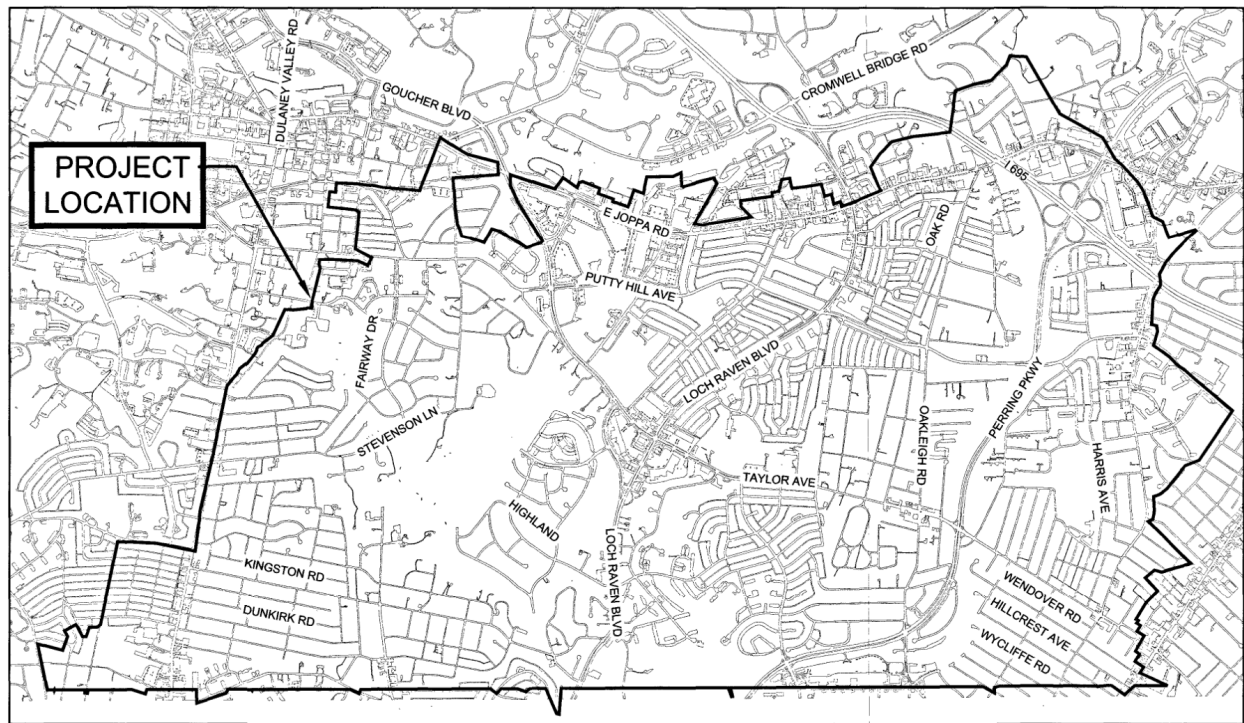 DULANEY VALLEY RD
GOUCHER BLVD
CROMWELL BRIDGE RD
PROJECT
LOCATION
I 695
E JOPPA RD
OAK RD
PUTTY HILL AVE
FAIRWAY DR
LOCH RAVEN BLVD
PERRING PKWY
STEVENSON LN
OAKLEIGH RD
HARRIS AVE
TAYLOR AVE
HIGHLAND
LOCH RAVEN BLVD
KINGSTON RD
WENDOVER RD
DUNKIRK RD
HILLCREST AVE
WYCLIFFE RD